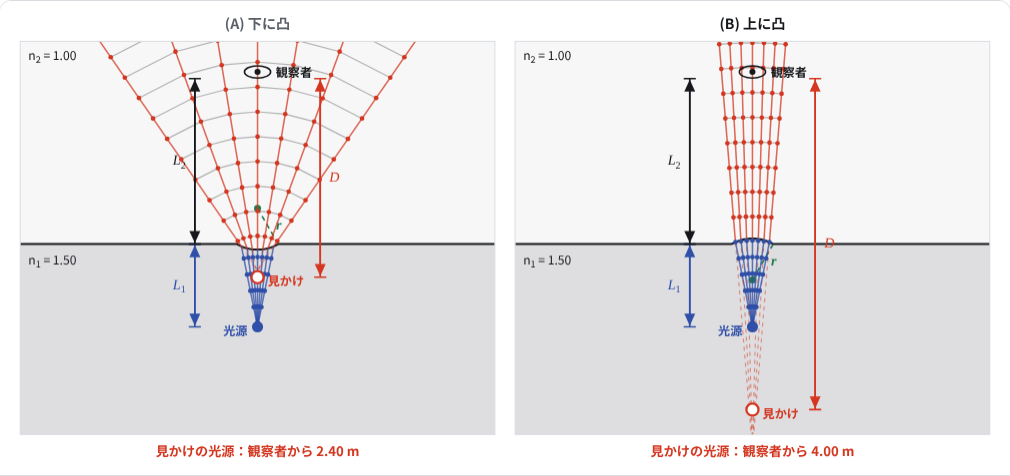 (A) 下に凸
n₂ = 1.00
観察者
L₂
D
r
n₁ = 1.50
L₁
見かけ
光源
見かけの光源：観察者から 2.40 m
(B) 上に凸
n₂ = 1.00
観察者
L₂
D
n₁ = 1.50
r
L₁
光源
見かけ
見かけの光源：観察者から 4.00 m